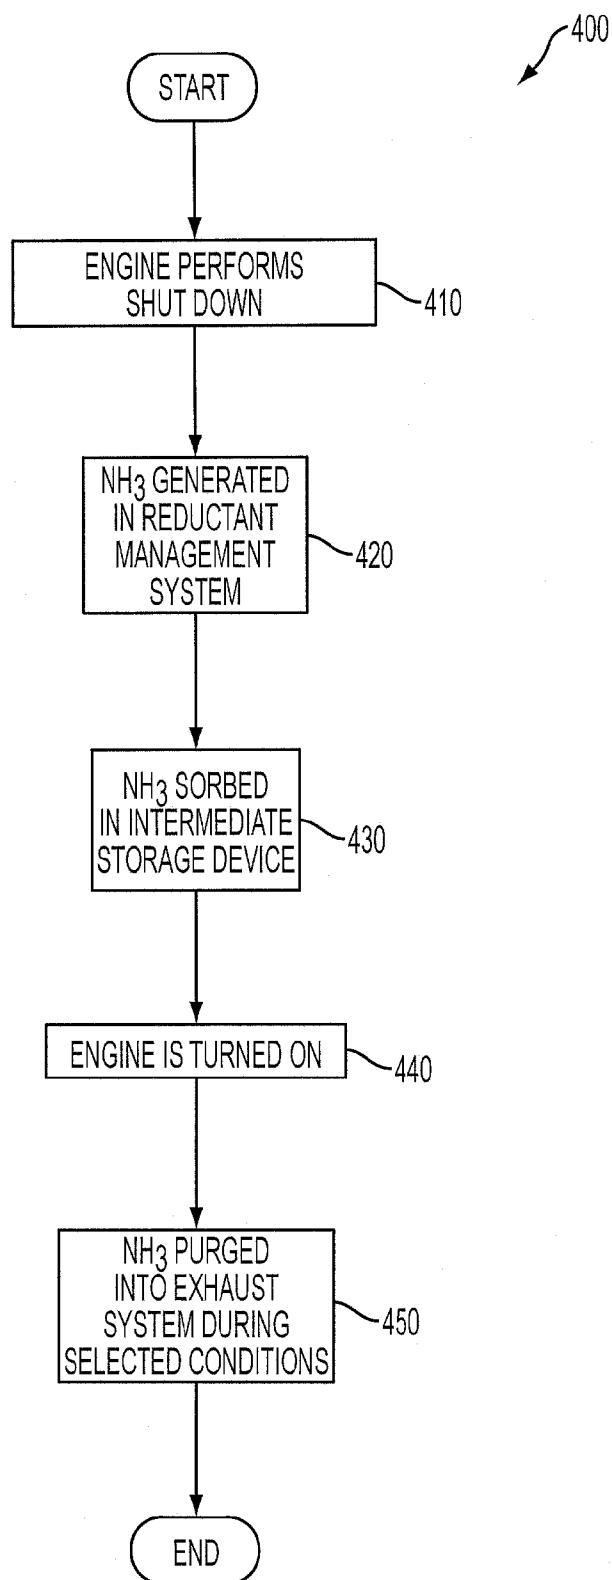 400
START
ENGINE PERFORMS
SHUT DOWN
410
NH3 GENERATED
IN REDUCTANT
MANAGEMENT
SYSTEM
420
NH3 SORBED
IN INTERMEDIATE
STORAGE DEVICE
430
ENGINE IS TURNED ON
440
NH3 PURGED
INTO EXHAUST
SYSTEM DURING
SELECTED CONDITIONS
450
END